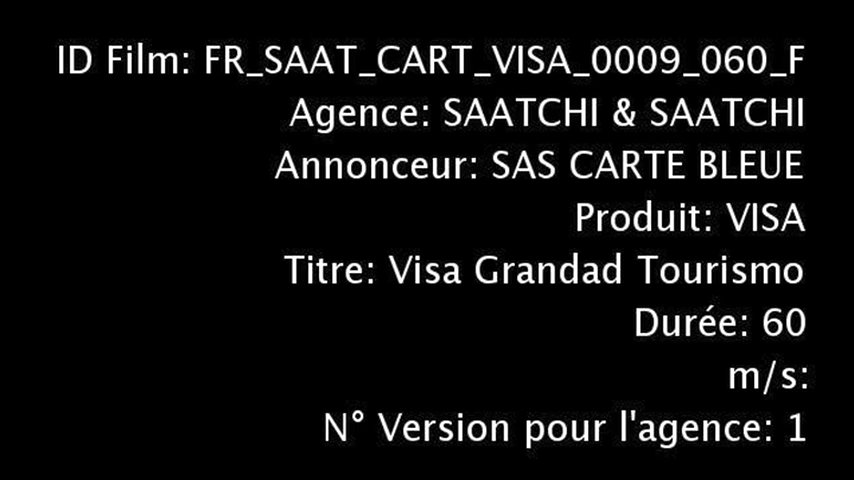 ID Film: FR_SAAT_CART_VISA_0009_060_F
Agence: SAATCHI & SAATCHI
Annonceur: SAS CARTE BLEUE
Produit: VISA
Titre: Visa Grandad Tourismo
Durée: 60
m/s:
N° Version pour l'agence: 1